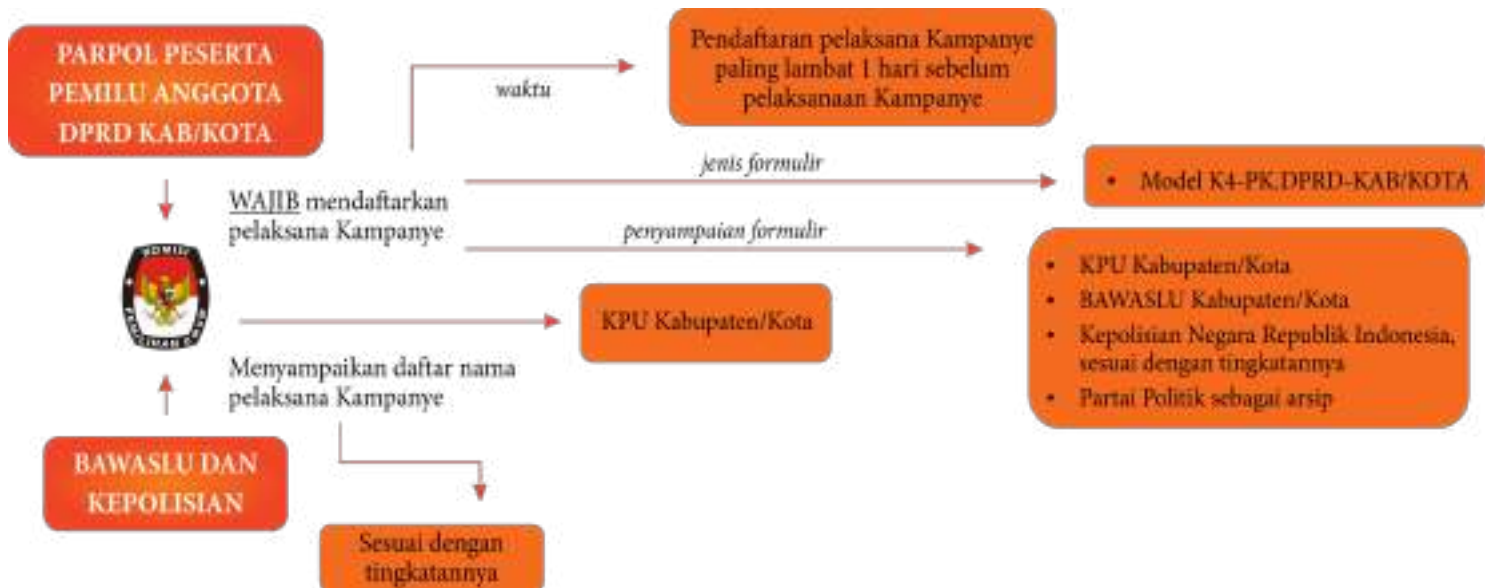 PARPOL PESERTA
PEMILU ANGGOTA
DPRD KAB/KOTA
waktu
Pendaftaran pelaksana Kampanye
paling lambat 1 hari sebelum
pelaksanaan Kampanye
WAJIB mendaftarkan
pelaksana Kampanye
jenis formulir
• Model K4-PK.DPRD-KAB/KOTA
penyampaian formulir
• KPU Kabupaten/Kota
• BAWASLU Kabupaten/Kota
• Kepolisian Negara Republik Indonesia,
sesuai dengan tingkatannya
• Partai Politik sebagai arsip
KOMISI
PEMILIHAN UMUM
KPU Kabupaten/Kota
Menyampaikan daftar nama
pelaksana Kampanye
BAWASLU DAN
KEPOLISIAN
Sesuai dengan
tingkatannya